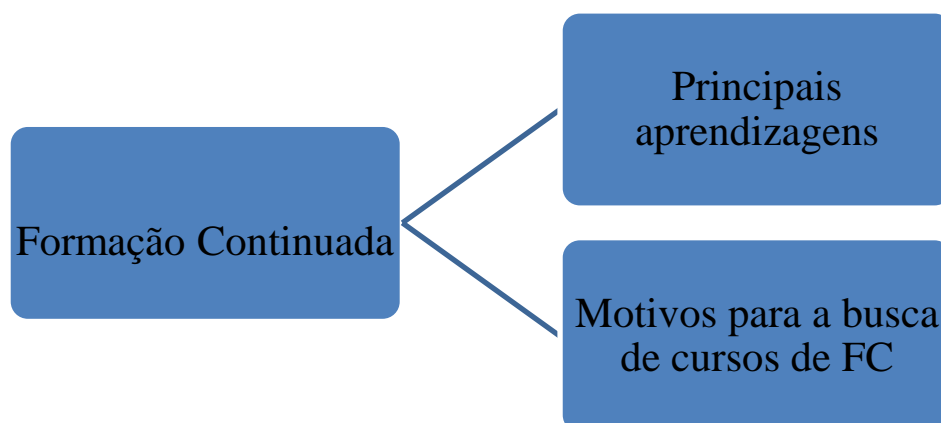 Formação Continuada
Principais
aprendizagens
Motivos para a busca
de cursos de FC